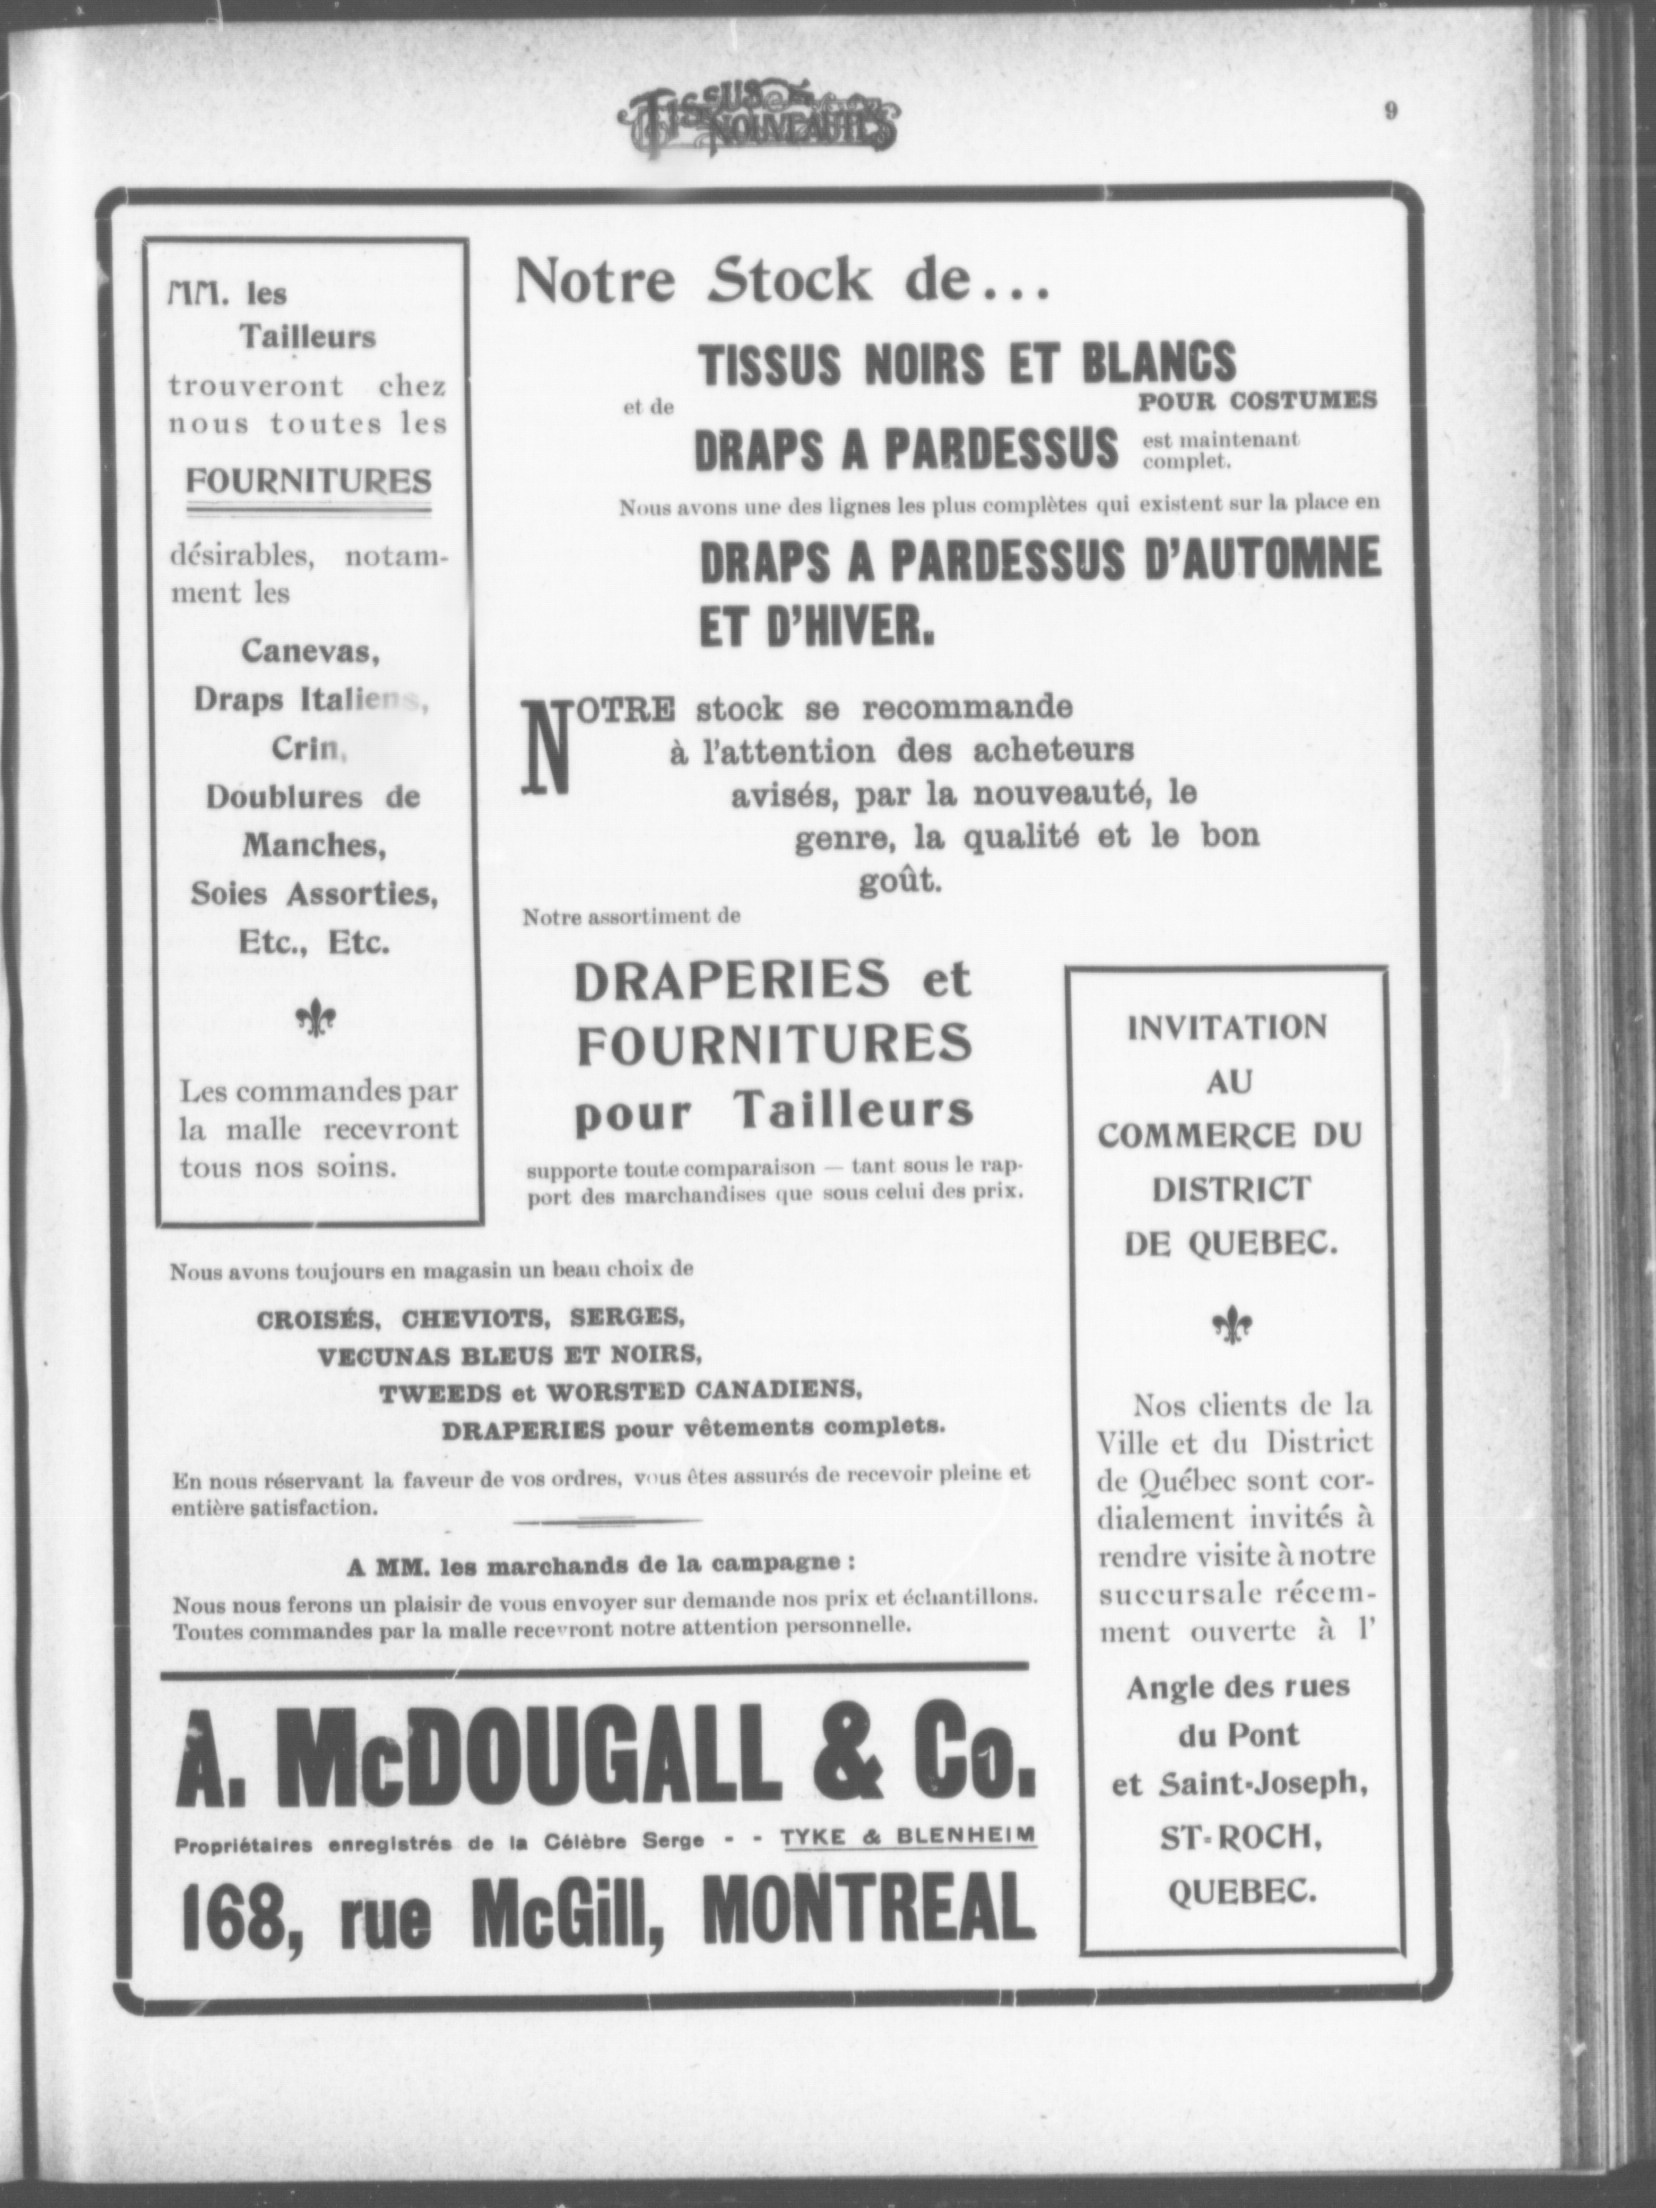 TISSUS & NOUVEAUTÉS
9
MM. les
Tailleurs
trouveront chez
nous toutes les
FOURNITURES
désirables, notam-
ment les
Canevas,
Draps Italiens,
Crin,
Doublures de
Manches,
Soies Assorties,
Etc., Etc.
Les commandes par
la malle recevront
tous nos soins.
Notre Stock de...
TISSUS NOIRS ET BLANCS
POUR COSTUMES
et de
DRAPS A PARDESSUS est maintenant
complet.
Nous avons une des lignes les plus complètes qui existent sur la place en
DRAPS A PARDESSUS D'AUTOMNE
ET D'HIVER.
NOTRE stock se recommande
à l'attention des acheteurs
avisés, par la nouveauté, le
genre, la qualité et le bon
goût.
Notre assortiment de
DRAPERIES et
FOURNITURES
pour Tailleurs
supporte toute comparaison — tant sous le rap-
port des marchandises que sous celui des prix.
Nous avons toujours en magasin un beau choix de
CROISÉS, CHEVIOTS, SERGES,
VECUNAS BLEUS ET NOIRS,
TWEEDS et WORSTED CANADIENS,
DRAPERIES pour vêtements complets.
En nous réservant la faveur de vos ordres, vous êtes assurés de recevoir pleine et
entière satisfaction.
A MM. les marchands de la campagne :
Nous nous ferons un plaisir de vous envoyer sur demande nos prix et échantillons.
Toutes commandes par la malle recevront notre attention personnelle.
A. McDOUGALL & Co.
Propriétaires enregistrés de la Célèbre Serge - - TYKE & BLENHEIM
168, rue McGill, MONTREAL
INVITATION
AU
COMMERCE DU
DISTRICT
DE QUEBEC.
Nos clients de la
Ville et du District
de Québec sont cor-
dialement invités à
rendre visite à notre
succursale récem-
ment ouverte à l'
Angle des rues
du Pont
et Saint-Joseph,
ST-ROCH,
QUEBEC.